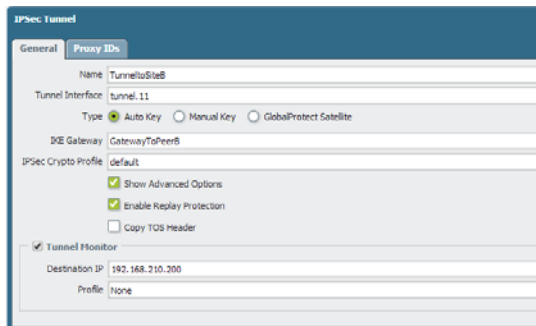 IPSec Tunnel
General Proxy IDs
Name TunneltoSiteB
Tunnel Interface tunnel.11
Type Auto Key Manual Key GlobalProtect Satellite
IKE Gateway GatewayToPeerB
IPSec Crypto Profile default
Show Advanced Options
Enable Replay Protection
Copy TOS Header
Tunnel Monitor
Destination IP 192.168.210.200
Profile None